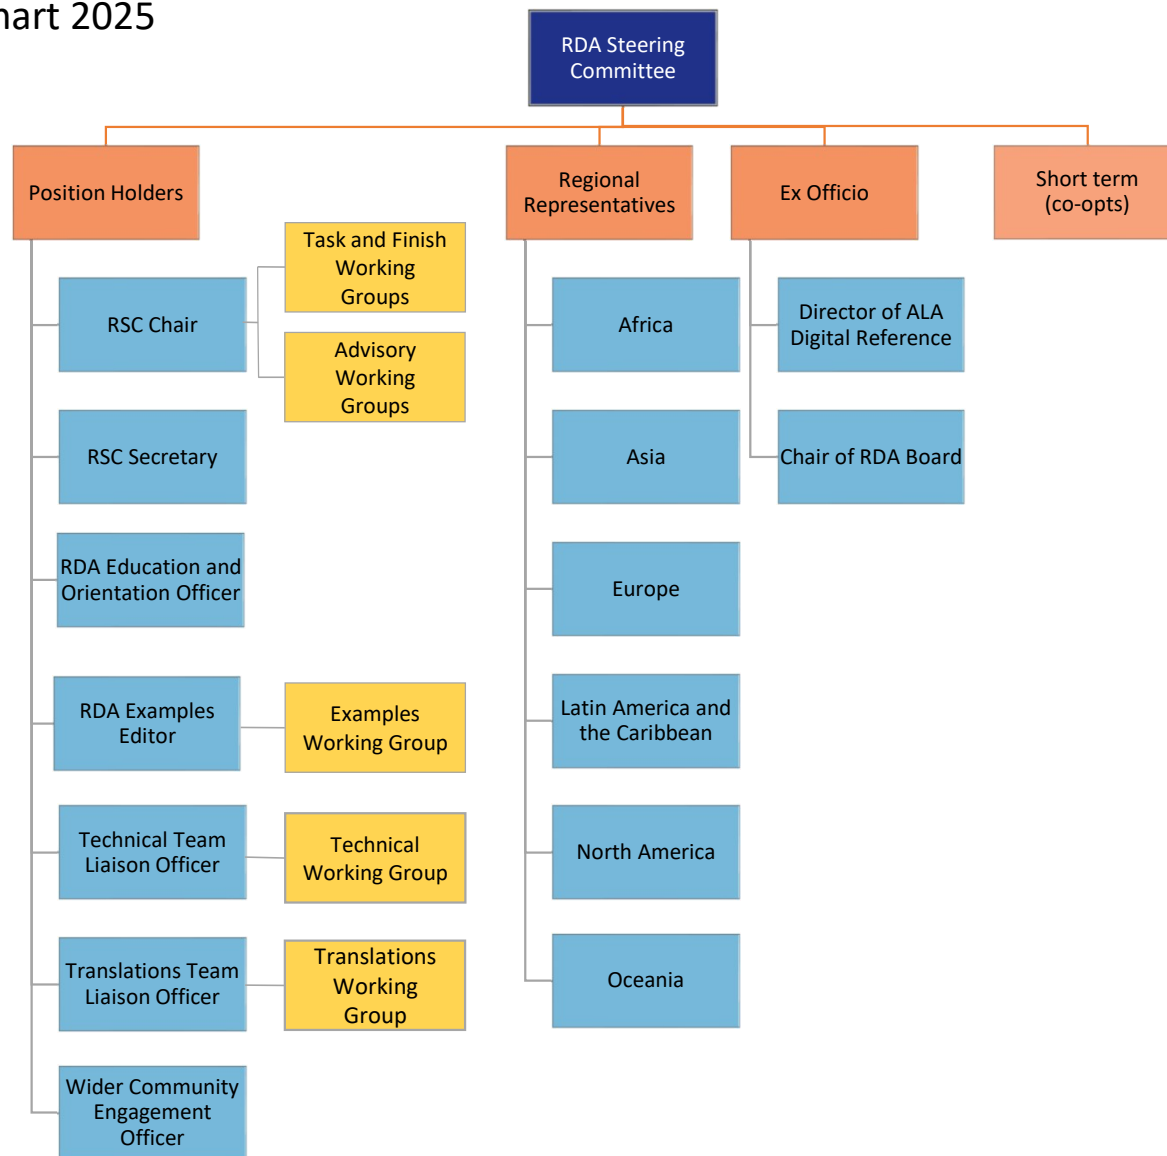 2025
RDA Steering
Committee
Position Holders
Regional
Representatives
Ex Officio
Short term
(co-opts)
Task and Finish
Working
Groups
RSC Chair
Advisory
Working
Groups
RSC Secretary
RDA Education and
Orientation Officer
RDA Examples
Editor
Examples
Working Group
Technical Team
Liaison Officer
Technical
Working Group
Translations Team
Liaison Officer
Translations
Working
Group
Wider Community
Engagement
Officer
Africa
Asia
Europe
Latin America and
the Caribbean
North America
Oceania
Director of ALA
Digital Reference
Chair of RDA Board